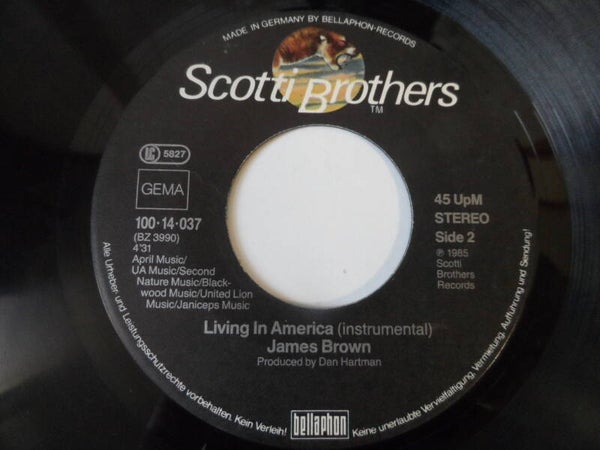 MADE IN GERMANY BY BELLAPHON-RECORDS
Scotti Brothers
TM
LC 5827
GEMA
100·14·037
(BZ 3990)
4'31
April Music/
UA Music/Second
Nature Music/Black-
wood Music/United Lion
Music/Janiceps Music
45 UpM
STEREO
Side 2
℗ 1985
Scotti
Brothers
Records
Living In America (instrumental)
James Brown
Produced by Dan Hartman
Alle Urheber- und Leistungsschutzrechte vorbehalten. Kein Verleih! Keine unerlaubte Vervielfältigung, Vermietung, Aufführung und Sendung!
bellaphon